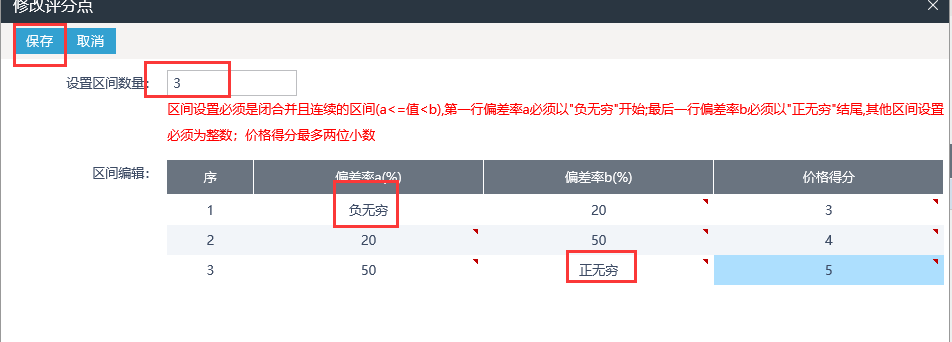 修改评分点
保存 取消
设置区间数量: 3
区间设置必须是闭合并且连续的区间(a<=值<b),第一行偏差率a必须以"负无穷"开始;最后一行偏差率b必须以"正无穷"结尾,其他区间设置
必须为整数；价格得分最多两位小数
区间编辑:
序 偏差率a(%) 偏差率b(%) 价格得分
1 负无穷 20 3
2 20 50 4
3 50 正无穷 5